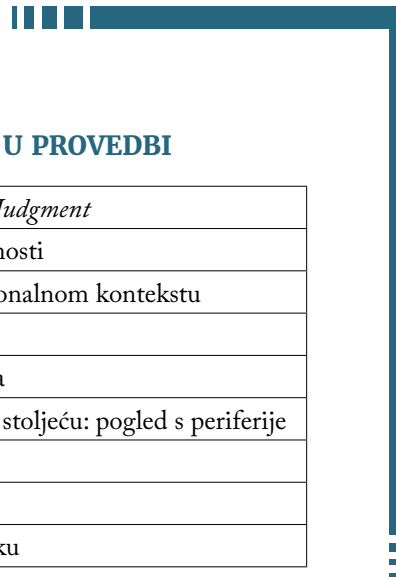 U PROVEDBI
Judgment
nosti
onalnom kontekstu
a
stoljeću: pogled s periferije
ku